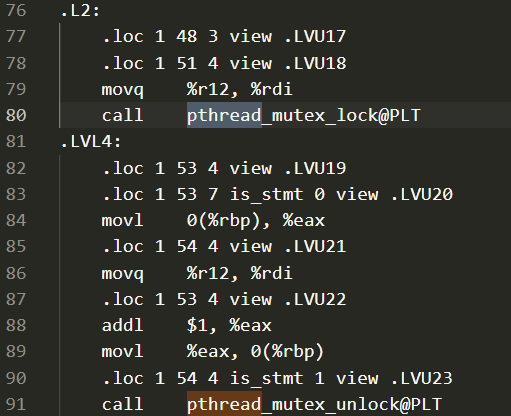 76 .L2:
77 .loc 1 48 3 view .LVU17
78 .loc 1 51 4 view .LVU18
79 movq %r12, %rdi
80 call pthread_mutex_lock@PLT
81 .LVL4:
82 .loc 1 53 4 view .LVU19
83 .loc 1 53 7 is_stmt 0 view .LVU20
84 movl 0(%rbp), %eax
85 .loc 1 54 4 view .LVU21
86 movq %r12, %rdi
87 .loc 1 53 4 view .LVU22
88 addl $1, %eax
89 movl %eax, 0(%rbp)
90 .loc 1 54 4 is_stmt 1 view .LVU23
91 call pthread_mutex_unlock@PLT